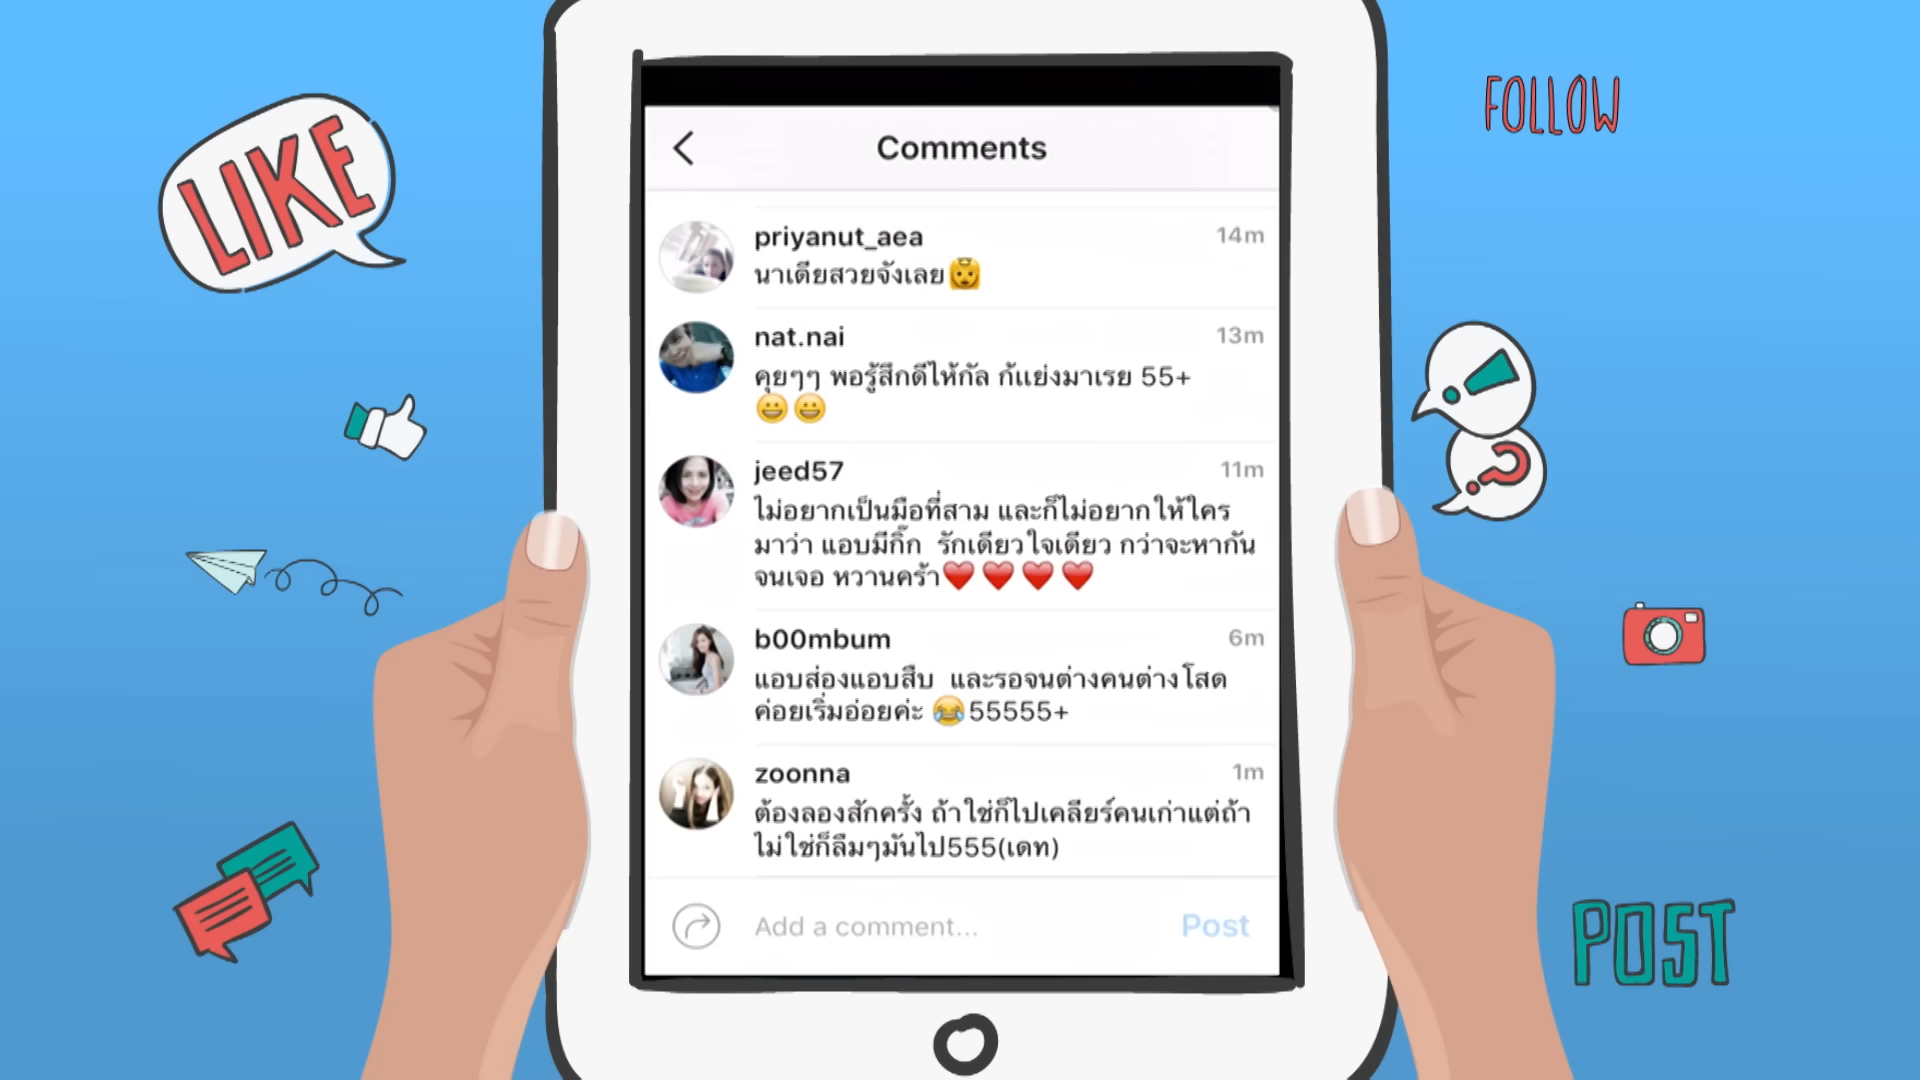 LIKE
FOLLOW
Comments
priyanut_aea 14m
นาเดียสวยจังเลย👸
nat.nai 13m
คุยๆๆ พอรู้สึกดีไห้กัล ก้แย่งมาเรย 55+
😀😀
jeed57 11m
ไม่อยากเป็นมือที่สาม และก็ไม่อยากให้ใคร
มาว่า แอบมีกิ๊ก รักเดียวใจเดียว กว่าจะหากัน
จนเจอ หวานคร้า❤️❤️❤️❤️
b00mbum 6m
แอบส่องแอบสืบ และรอจนต่างคนต่างโสด
ค่อยเริ่มอ่อยค่ะ 😂55555+
zoonna 1m
ต้องลองสักครั้ง ถ้าใช่ก็ไปเคลียร์คนเก่าแต่ถ้า
ไม่ใช่ก็ลืมๆมันไป555(เดท)
Add a comment... Post
POST